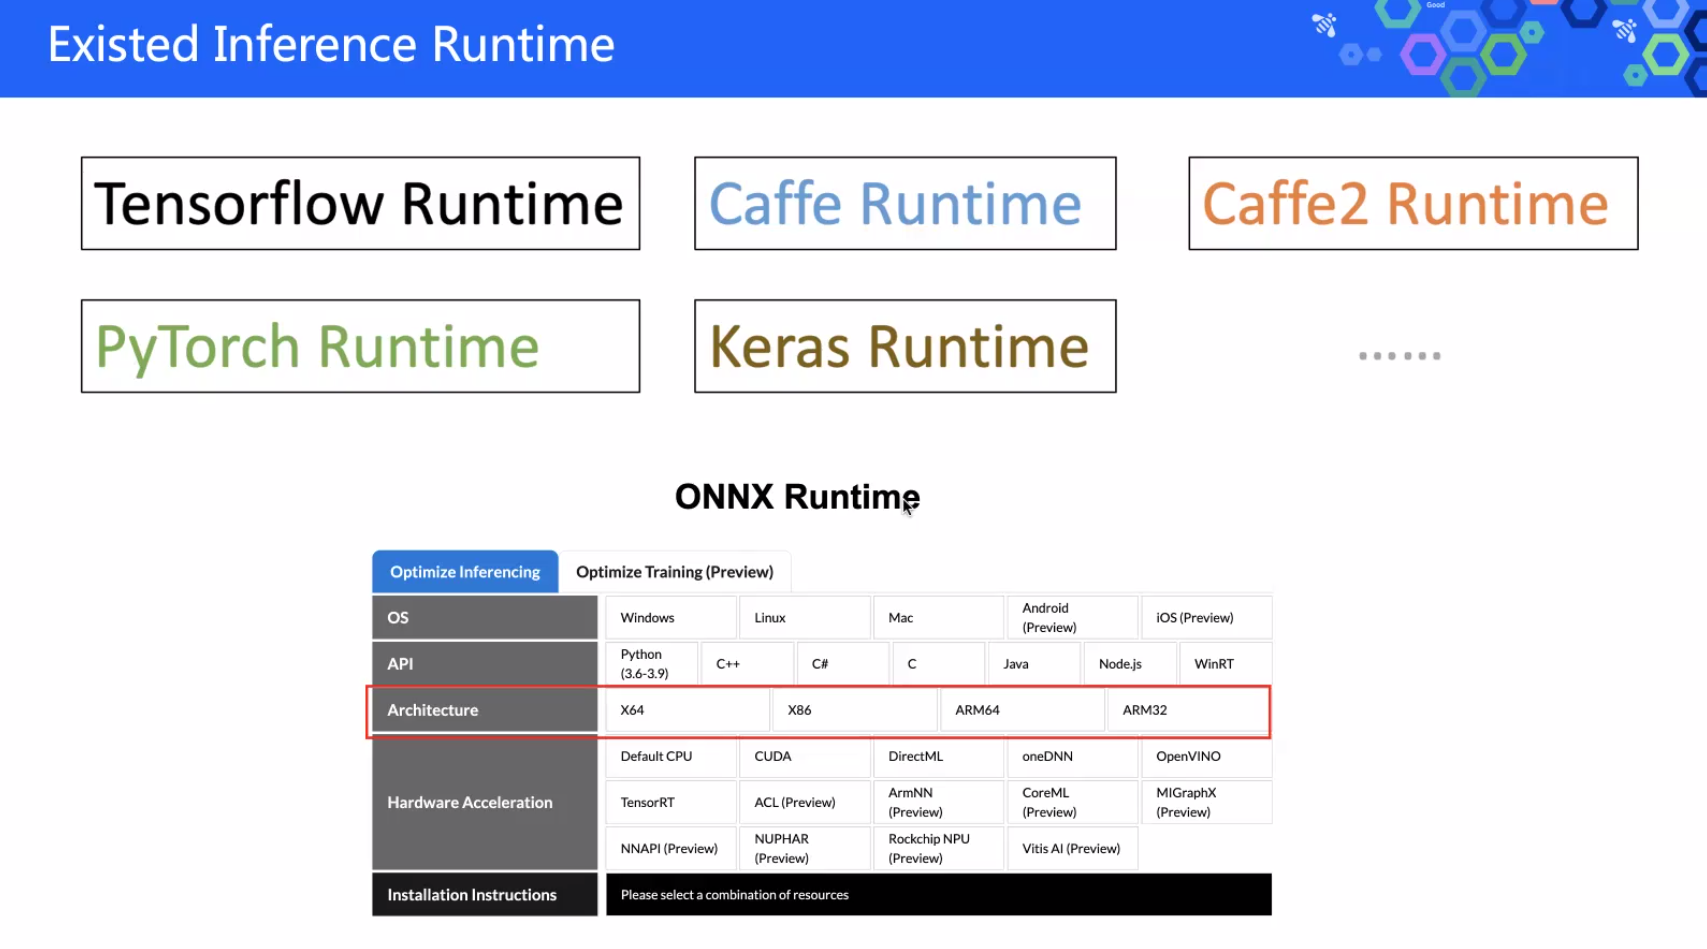 Existed Inference Runtime
Good
Tensorflow Runtime
Caffe Runtime
Caffe2 Runtime
PyTorch Runtime
Keras Runtime
......
ONNX Runtime
Optimize Inferencing
Optimize Training (Preview)
OS
Windows
Linux
Mac
Android
(Preview)
iOS (Preview)
API
Python
(3.6-3.9)
C++
C#
C
Java
Node.js
WinRT
Architecture
X64
X86
ARM64
ARM32
Hardware Acceleration
Default CPU
CUDA
DirectML
oneDNN
OpenVINO
TensorRT
ACL (Preview)
ArmNN
(Preview)
CoreML
(Preview)
MIGraphX
(Preview)
NNAPI (Preview)
NUPHAR
(Preview)
Rockchip NPU
(Preview)
Vitis AI (Preview)
Installation Instructions
Please select a combination of resources